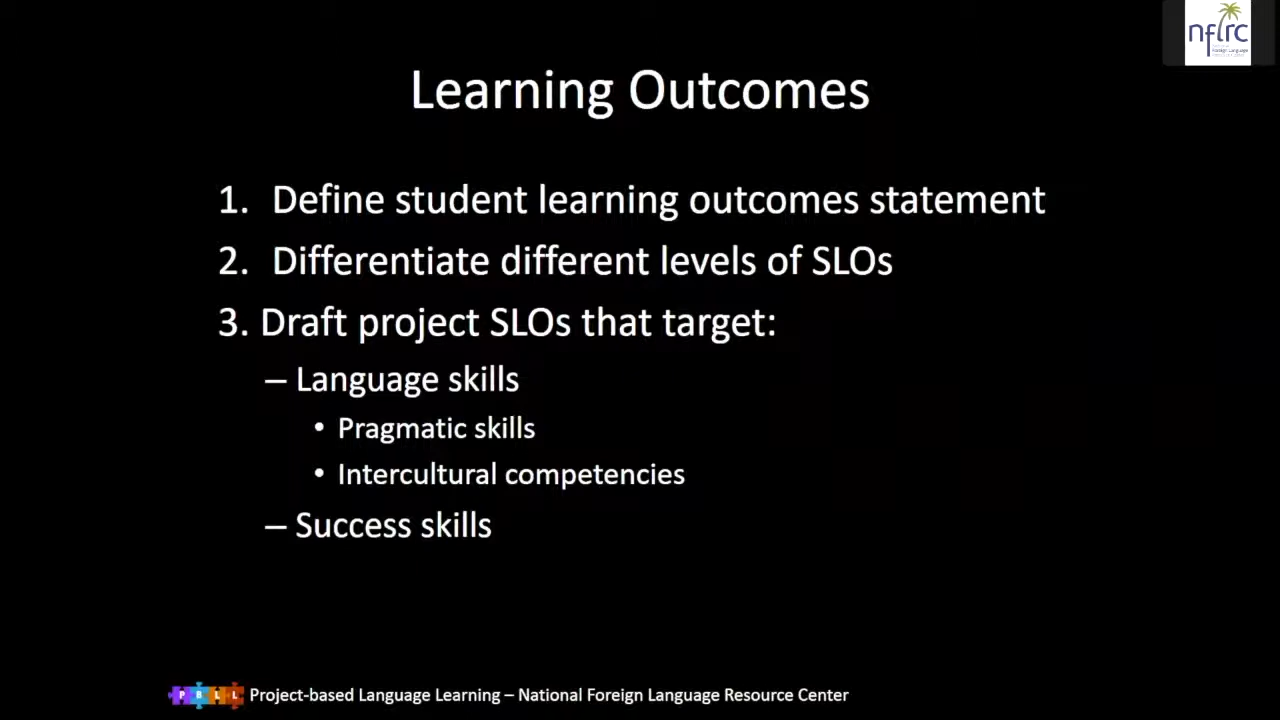 nflrc
Foreign Language
Learning Outcomes
1. Define student learning outcomes statement
2. Differentiate different levels of SLOs
3. Draft project SLOs that target:
– Language skills
• Pragmatic skills
• Intercultural competencies
– Success skills
P B L L Project-based Language Learning – National Foreign Language Resource Center